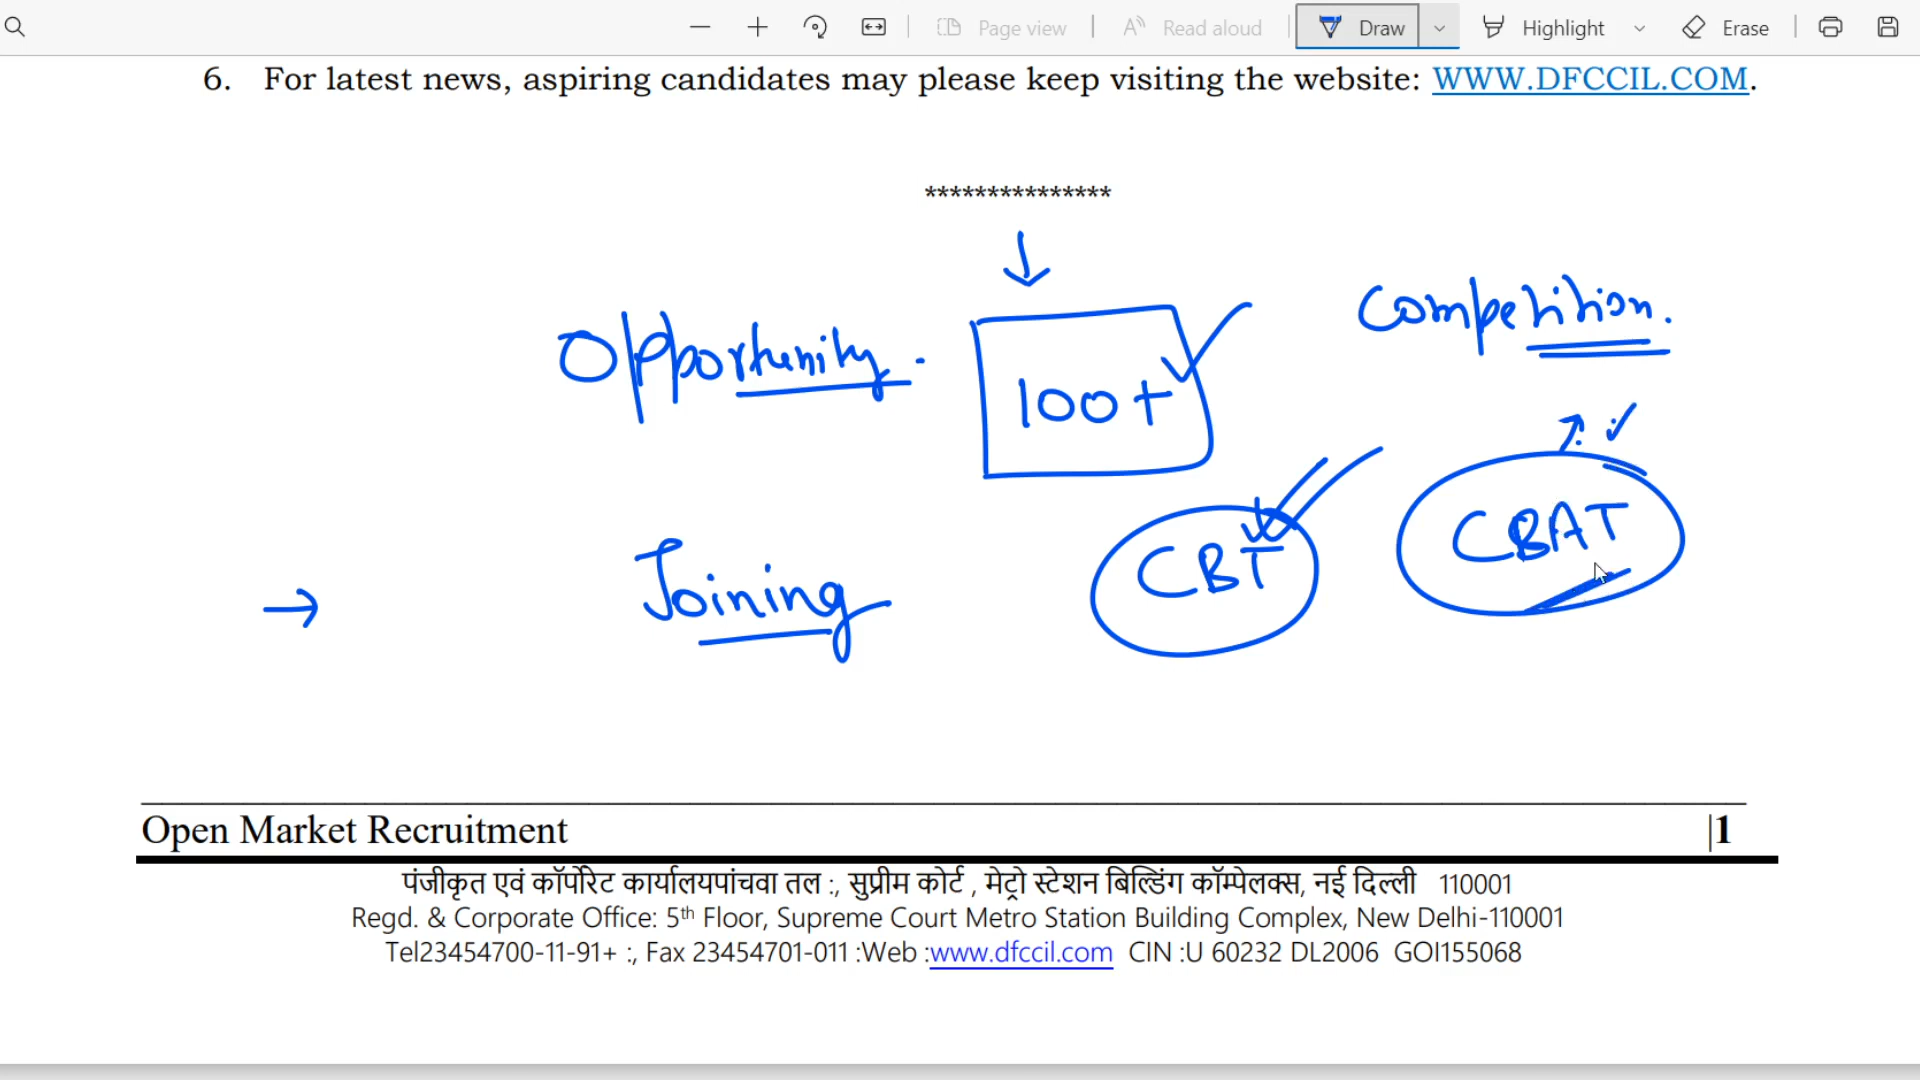 Page view
Read aloud
Draw
Highlight
Erase
6. For latest news, aspiring candidates may please keep visiting the website: WWW.DFCCIL.COM.
***************
Opportunity.
100+
Competition.
Joining
CBT
CBAT
Open Market Recruitment |1
पंजीकृत एवं कॉर्पोरेट कार्यालयपांचवा तल :, सुप्रीम कोर्ट , मेट्रो स्टेशन बिल्डिंग कॉम्पेलक्स, नई दिल्ली 110001
Regd. & Corporate Office: 5th Floor, Supreme Court Metro Station Building Complex, New Delhi-110001
Tel23454700-11-91+ :, Fax 23454701-011 :Web :www.dfccil.com CIN :U 60232 DL2006 GOI155068